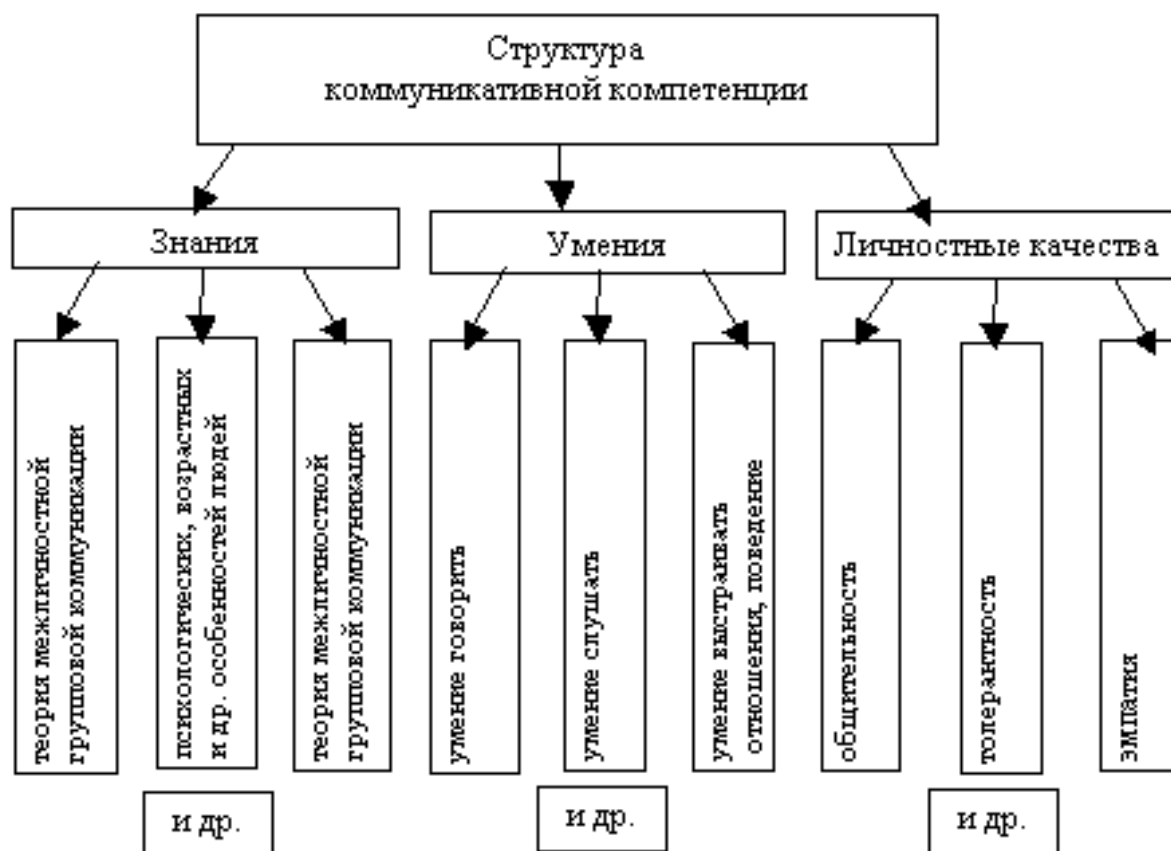 Структура
коммуникативной компетенции
Знания
Умения
Личностные качества
теория межличностной
групповой коммуникации
психологических, возрастных
и др. особенностей людей
теория межличностной
групповой коммуникации
умение говорить
умение слушать
умение выстраивать
отношения, поведение
общительность
толерантность
эмпатия
и др.
и др.
и др.